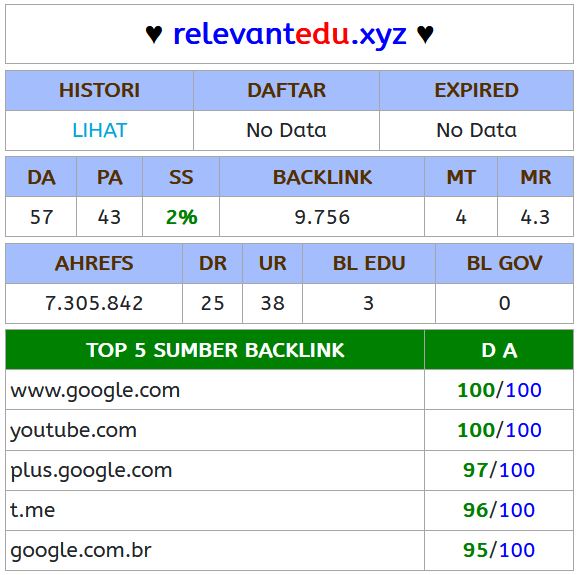 ♥ relevantedu.xyz ♥
HISTORI DAFTAR EXPIRED
LIHAT No Data No Data
DA PA SS BACKLINK MT MR
57 43 2% 9.756 4 4.3
AHREFS DR UR BL EDU BL GOV
7.305.842 25 38 3 0
TOP 5 SUMBER BACKLINK D A
www.google.com 100/100
youtube.com 100/100
plus.google.com 97/100
t.me 96/100
google.com.br 95/100